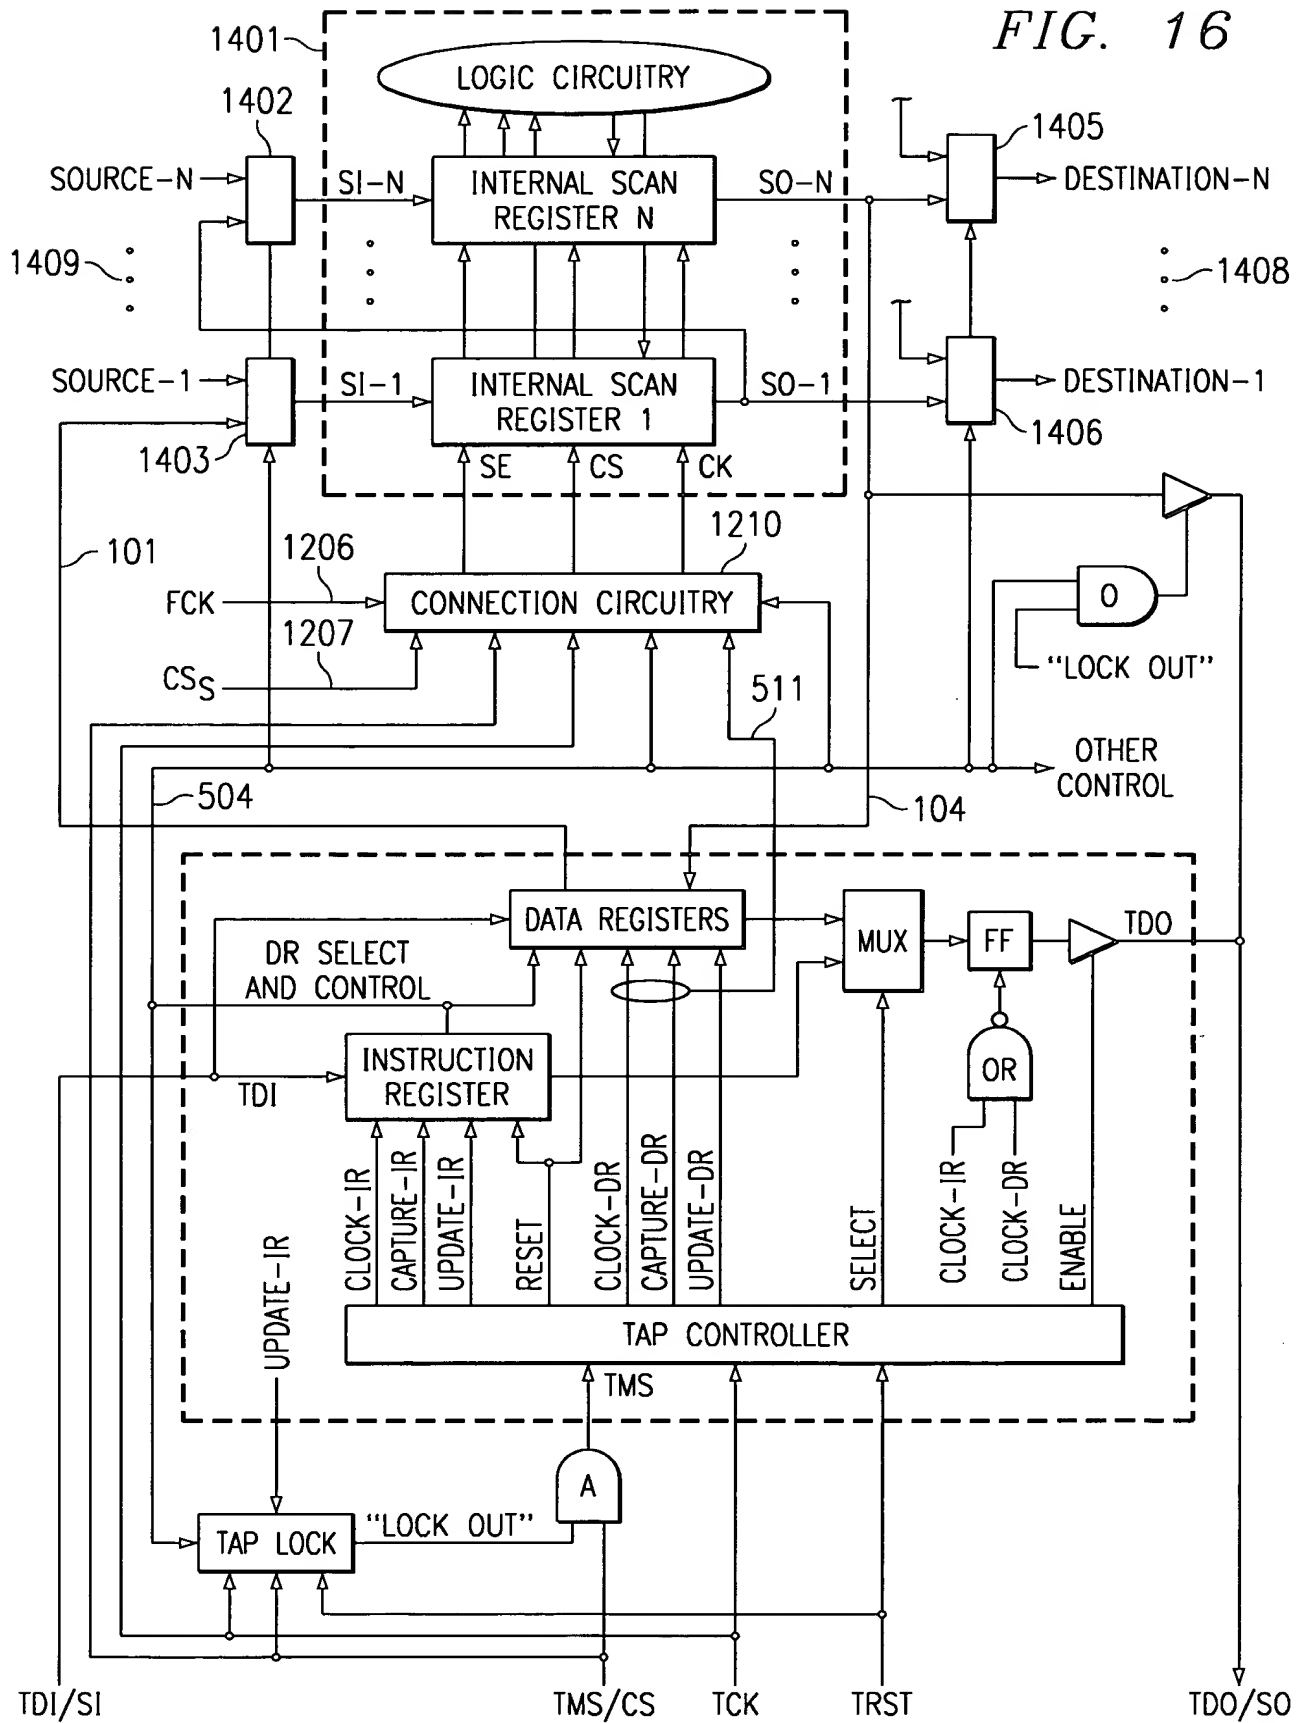 FIG. 16
1401
LOGIC CIRCUITRY
1402
1405
SOURCE-N
SI-N
INTERNAL SCAN
REGISTER N
SO-N
DESTINATION-N
1409
1408
SOURCE-1
SI-1
INTERNAL SCAN
REGISTER 1
SO-1
DESTINATION-1
1403
1406
SE
CS
CK
101
1206
1210
FCK
CONNECTION CIRCUITRY
O
1207
"LOCK OUT"
CSS
511
OTHER
CONTROL
504
104
DATA REGISTERS
MUX
FF
TDO
DR SELECT
AND CONTROL
INSTRUCTION
REGISTER
OR
TDI
CLOCK-IR
CAPTURE-IR
UPDATE-IR
RESET
CLOCK-DR
CAPTURE-DR
UPDATE-DR
SELECT
CLOCK-IR
CLOCK-DR
ENABLE
UPDATE-IR
TAP CONTROLLER
TMS
A
"LOCK OUT"
TAP LOCK
TDI/SI
TMS/CS
TCK
TRST
TDO/SO